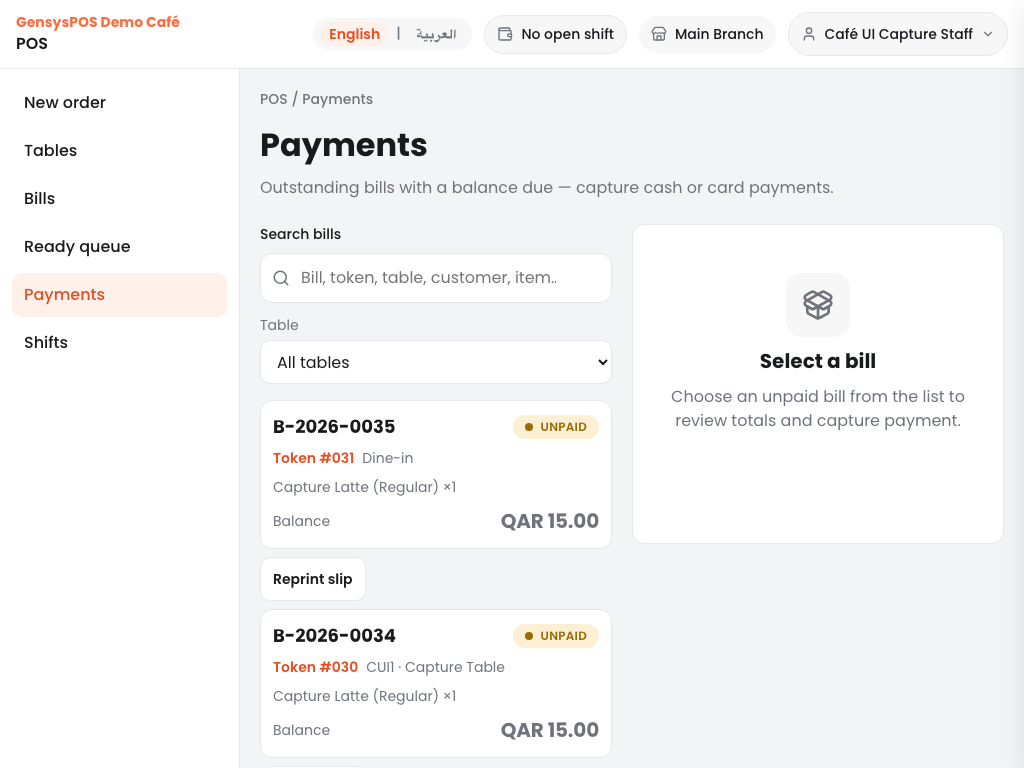 GensysPOS Demo Café
POS
English | العربية
No open shift
Main Branch
Café UI Capture Staff
New order
Tables
Bills
Ready queue
Payments
Shifts
POS / Payments
Payments
Outstanding bills with a balance due — capture cash or card payments.
Search bills
Bill, token, table, customer, item..
Table
All tables
B-2026-0035
UNPAID
Token #031 Dine-in
Capture Latte (Regular) ×1
Balance
QAR 15.00
Reprint slip
B-2026-0034
UNPAID
Token #030 CUI1 · Capture Table
Capture Latte (Regular) ×1
Balance
QAR 15.00
Select a bill
Choose an unpaid bill from the list to
review totals and capture payment.